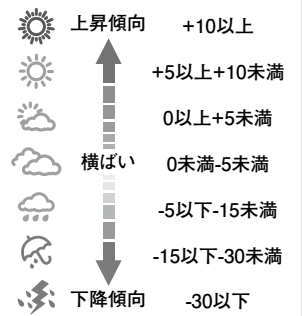 上昇傾向 +10以上
+5以上+10未満
0以上+5未満
横ばい 0未満-5未満
-5以下-15未満
-15以下-30未満
下降傾向 -30以下